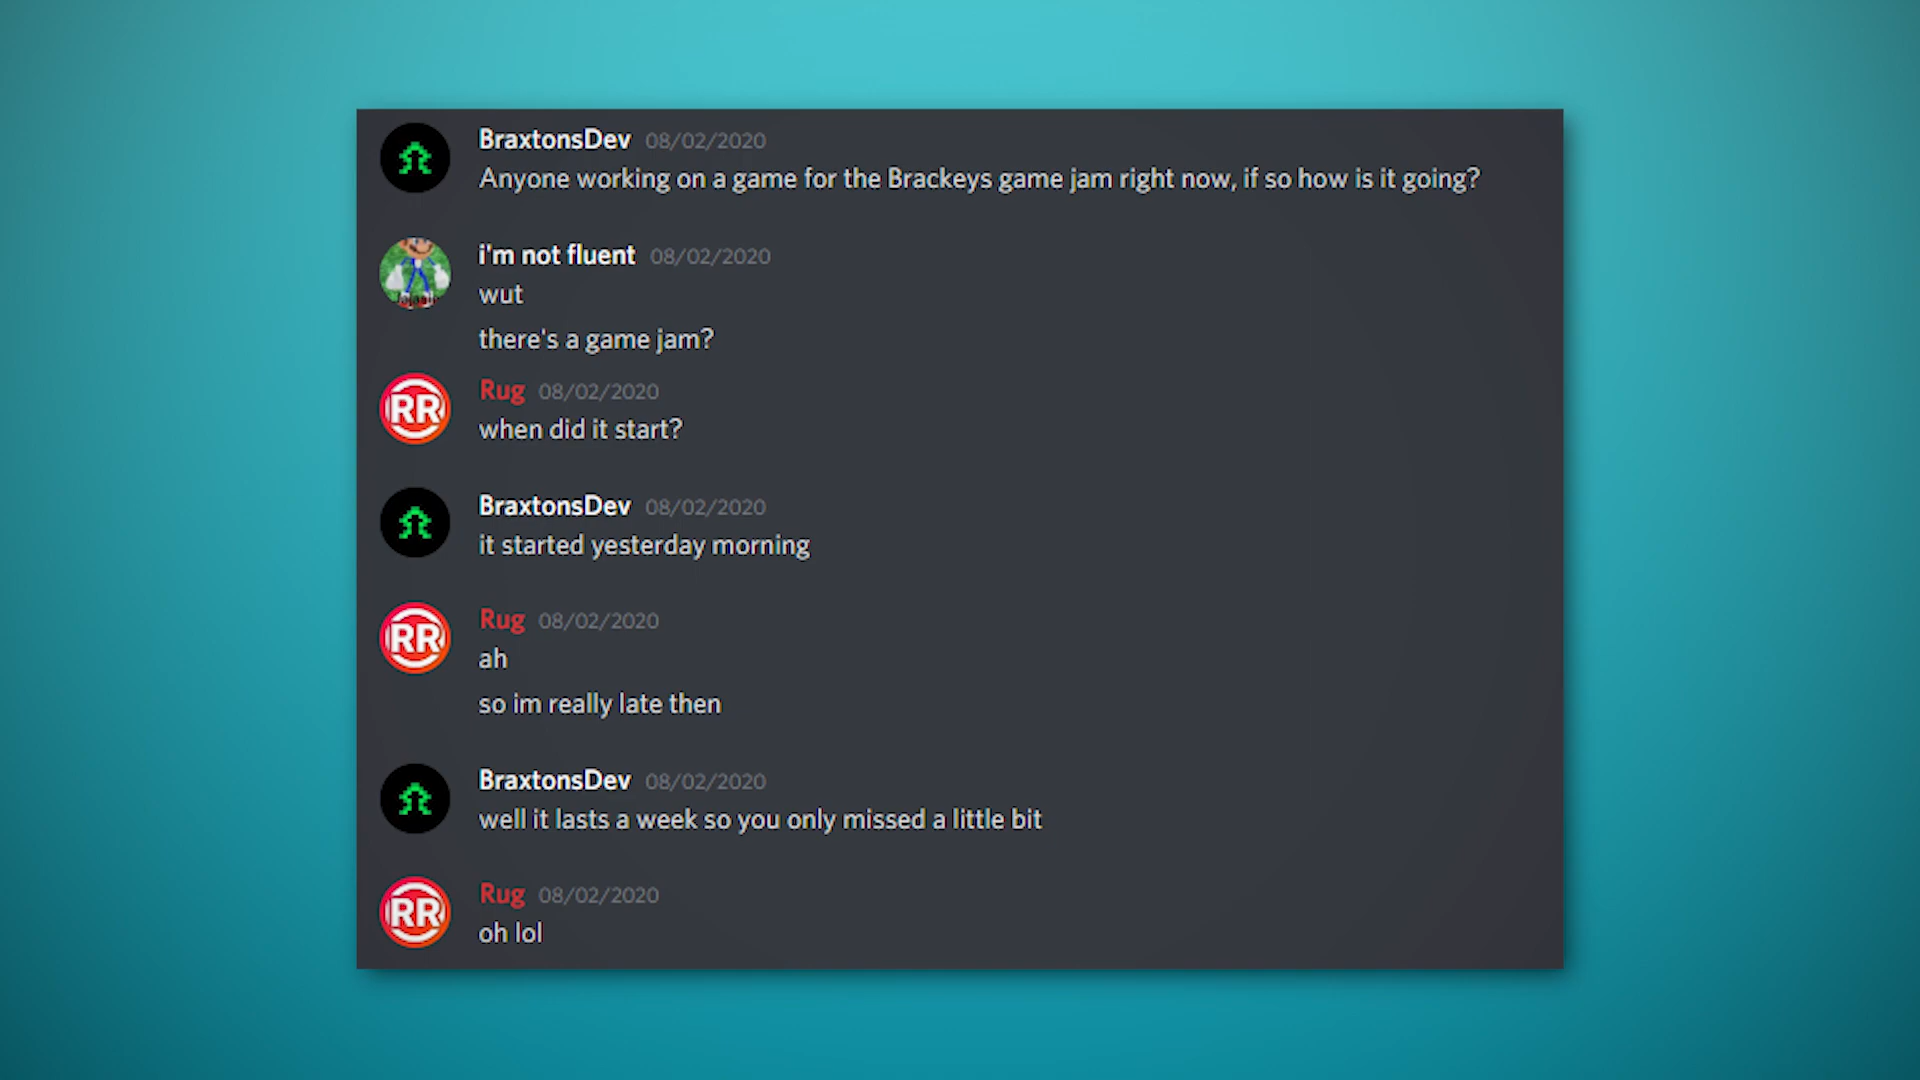 BraxtonsDev 08/02/2020
Anyone working on a game for the Brackeys game jam right now, if so how is it going?
i'm not fluent 08/02/2020
wut
there's a game jam?
RR
Rug 08/02/2020
when did it start?
BraxtonsDev 08/02/2020
it started yesterday morning
RR
Rug 08/02/2020
ah
so im really late then
BraxtonsDev 08/02/2020
well it lasts a week so you only missed a little bit
RR
Rug 08/02/2020
oh lol